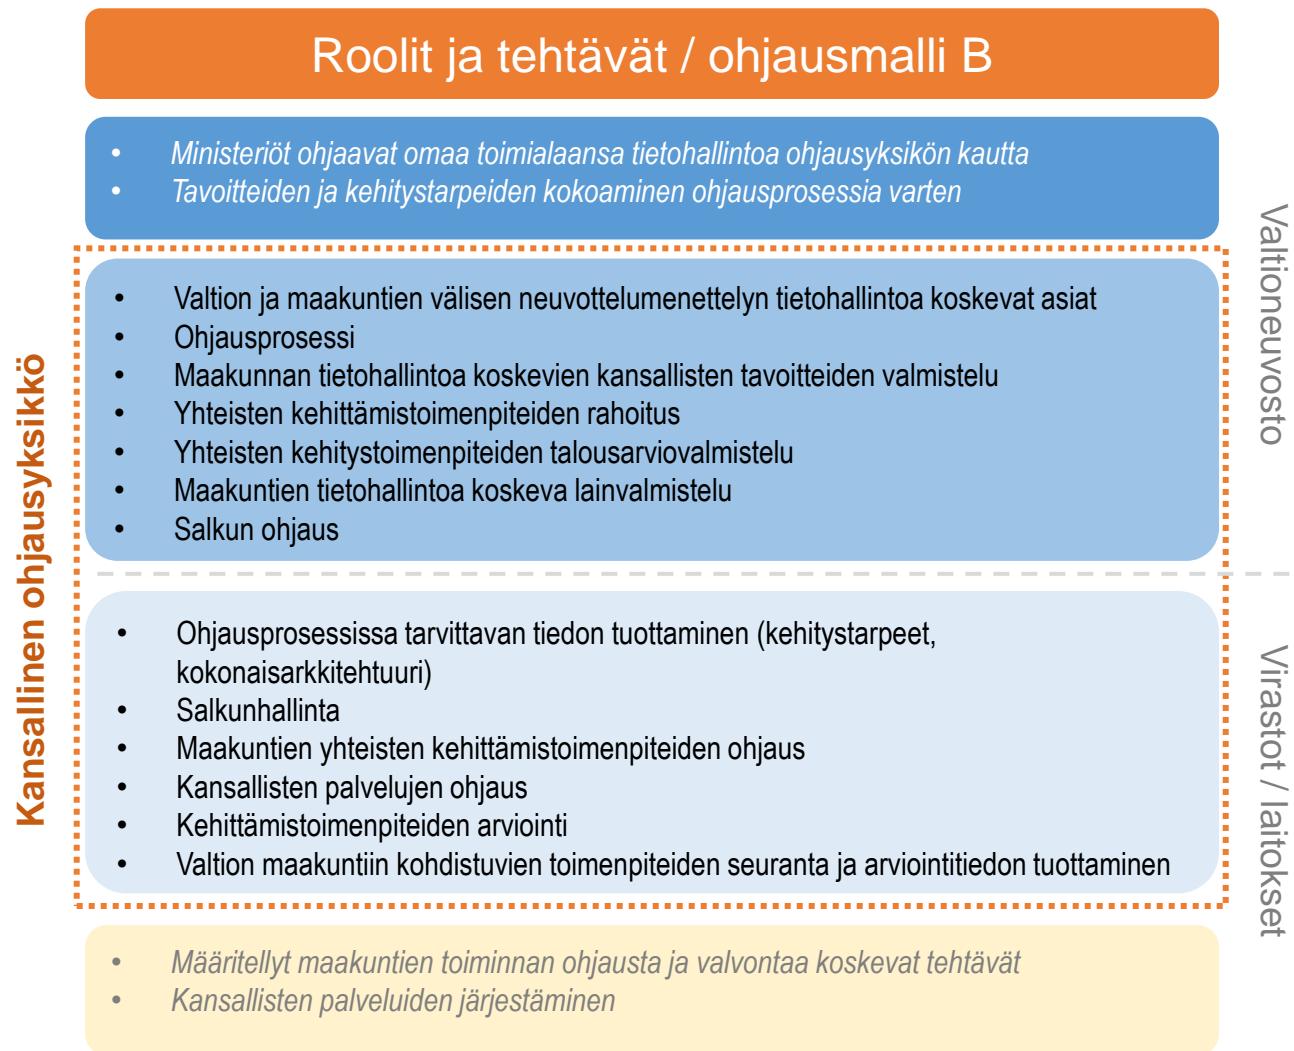 Roolit ja tehtävät / ohjausmalli B
• Ministeriöt ohjaavat omaa toimialaansa tietohallintoa ohjausyksikön kautta
• Tavoitteiden ja kehitystarpeiden kokoaminen ohjausprosessia varten
Valtioneuvosto
Kansallinen ohjausyksikkö
• Valtion ja maakuntien välisen neuvottelumenettelyn tietohallintoa koskevat asiat
• Ohjausprosessi
• Maakunnan tietohallintoa koskevien kansallisten tavoitteiden valmistelu
• Yhteisten kehittämistoimenpiteiden rahoitus
• Yhteisten kehitystoimenpiteiden talousarviovalmistelu
• Maakuntien tietohallintoa koskeva lainvalmistelu
• Salkun ohjaus
• Ohjausprosessissa tarvittavan tiedon tuottaminen (kehitystarpeet,
kokonaisarkkitehtuuri)
• Salkunhallinta
• Maakuntien yhteisten kehittämistoimenpiteiden ohjaus
• Kansallisten palvelujen ohjaus
• Kehittämistoimenpiteiden arviointi
• Valtion maakuntiin kohdistuvien toimenpiteiden seuranta ja arviointitiedon tuottaminen
Virastot / laitokset
• Määritellyt maakuntien toiminnan ohjausta ja valvontaa koskevat tehtävät
• Kansallisten palveluiden järjestäminen